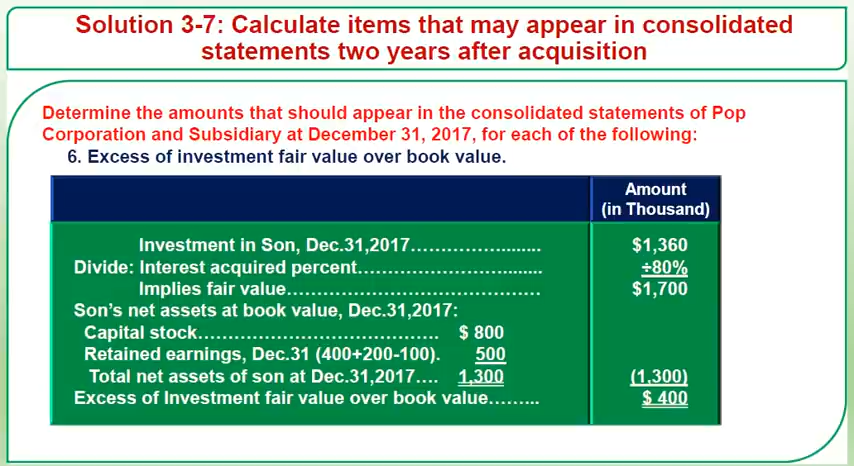 Solution 3-7: Calculate items that may appear in consolidated
statements two years after acquisition
Determine the amounts that should appear in the consolidated statements of Pop
Corporation and Subsidiary at December 31, 2017, for each of the following:
6. Excess of investment fair value over book value.
Amount
(in Thousand)
Investment in Son, Dec.31,2017…………….......... $1,360
Divide: Interest acquired percent…………………….......... ÷80%
Implies fair value…………………………………… $1,700
Son’s net assets at book value, Dec.31,2017:
Capital stock…………………………………. $ 800
Retained earnings, Dec.31 (400+200-100). 500
Total net assets of son at Dec.31,2017…. 1,300 (1,300)
Excess of Investment fair value over book value…….. $ 400